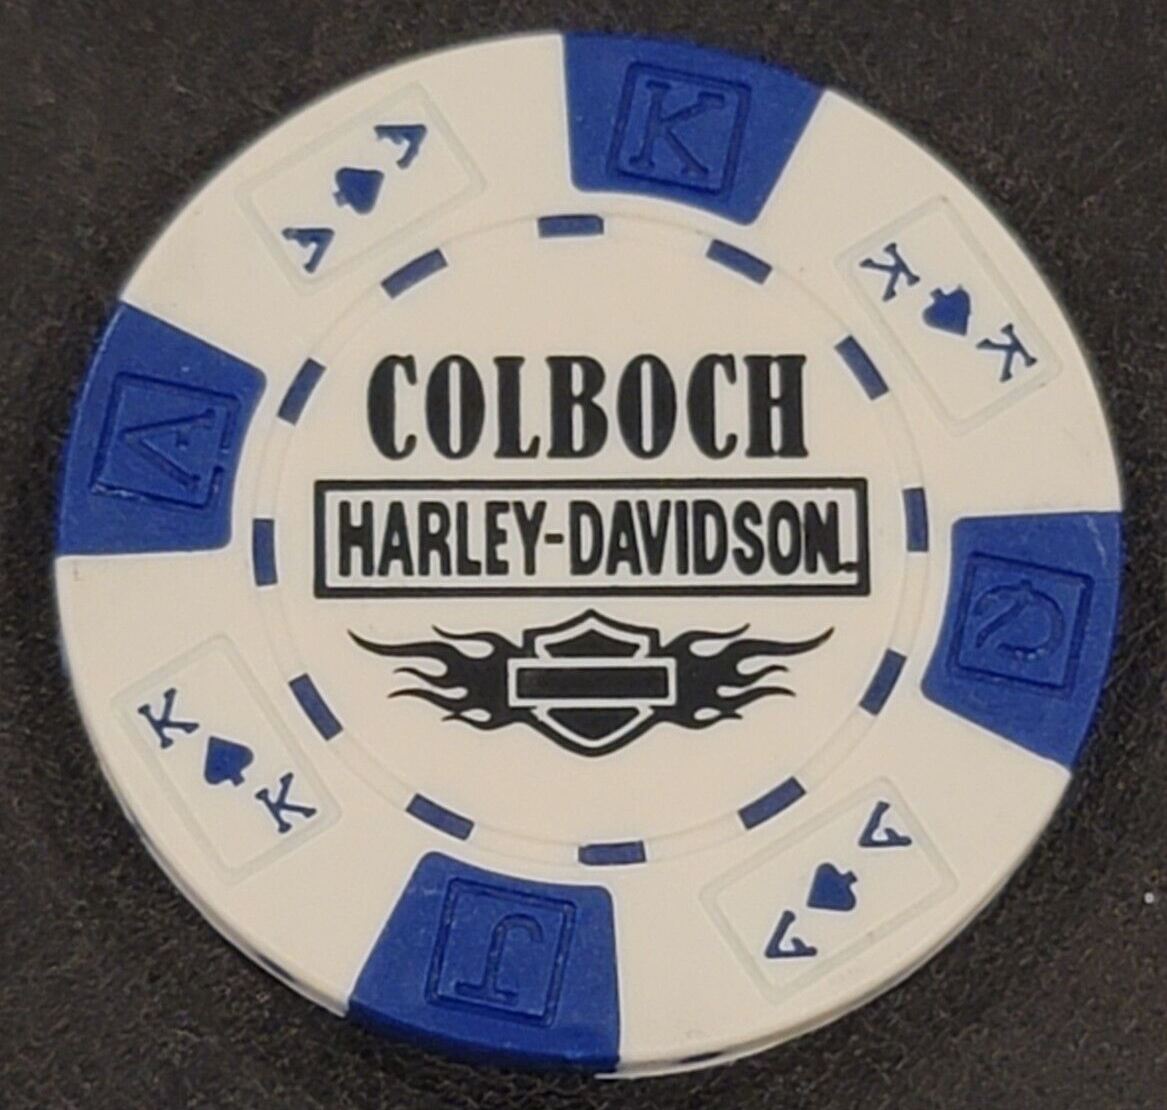 COLBOCH
HARLEY-DAVIDSON
K
A A
K K
A
Q
K K
A A
J